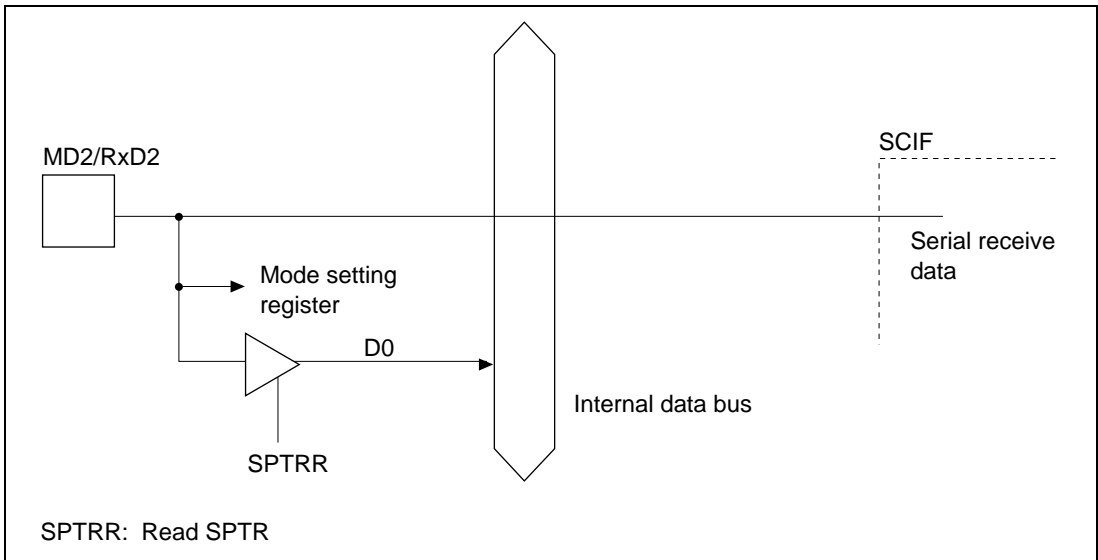 MD2/RxD2
SCIF
Serial receive
data
Mode setting
register
D0
Internal data bus
SPTRR
SPTRR: Read SPTR